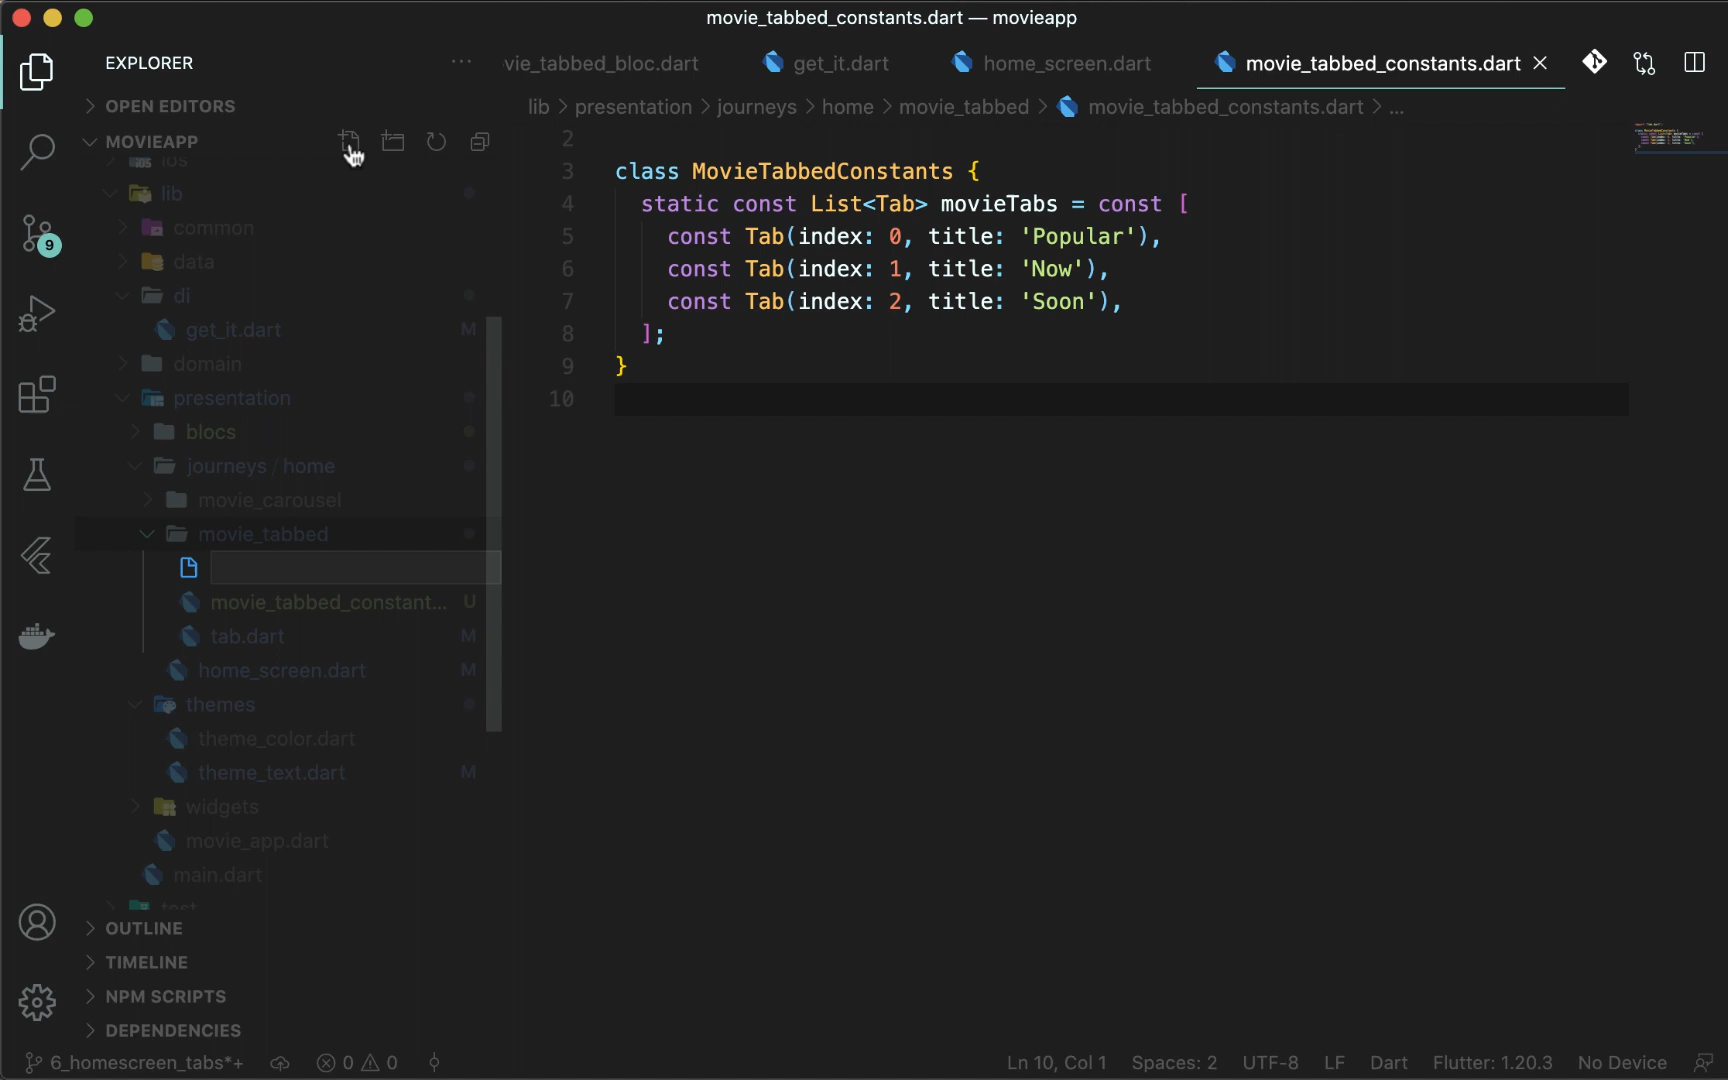 movie_tabbed_constants.dart — movieapp
EXPLORER
vie_tabbed_bloc.dart
get_it.dart
home_screen.dart
movie_tabbed_constants.dart
OPEN EDITORS
lib > presentation > journeys > home > movie_tabbed > movie_tabbed_constants.dart > ...
MOVIEAPP
ios
lib
common
data
di
get_it.dart M
domain
presentation
blocs
journeys / home
movie_carousel
movie_tabbed
movie_tabbed_constant... U
tab.dart M
home_screen.dart M
themes
theme_color.dart
theme_text.dart M
widgets
movie_app.dart
main.dart
test
OUTLINE
TIMELINE
NPM SCRIPTS
DEPENDENCIES
9
2
3 class MovieTabbedConstants {
4 static const List<Tab> movieTabs = const [
5 const Tab(index: 0, title: 'Popular'),
6 const Tab(index: 1, title: 'Now'),
7 const Tab(index: 2, title: 'Soon'),
8 ];
9 }
10
6_homescreen_tabs*+ 0 0 Ln 10, Col 1 Spaces: 2 UTF-8 LF Dart Flutter: 1.20.3 No Device